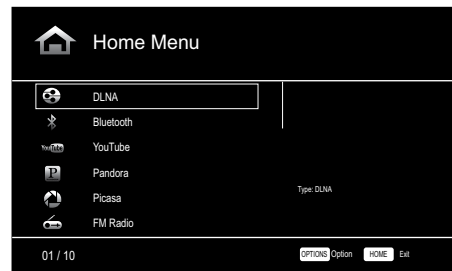 Home Menu
DLNA
Bluetooth
YouTube YouTube
P Pandora
Picasa
FM Radio
Type: DLNA
01 / 10
OPTIONS Option HOME Exit